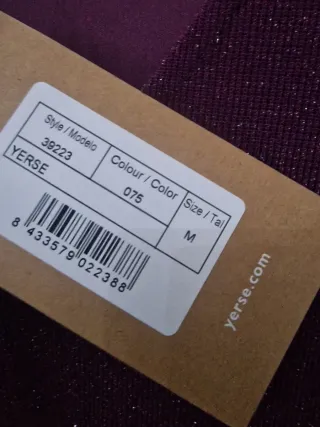 Style / Modelo
39223
Colour / Color
075
Size / Tal
M
YERSE
8 433579 022388
yerse.com